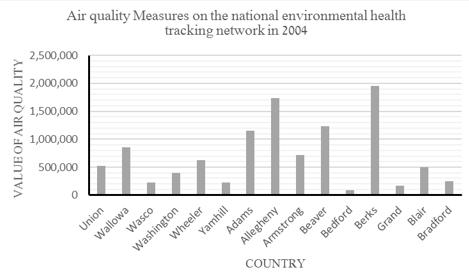 Air quality Measures on the national environmental health
tracking network in 2004
VALUE OF AIR QUALITY
2,500,000
2,000,000
1,500,000
1,000,000
500,000
0
Union
Wallowa
Wasco
Washington
Wheeler
Yamhill
Adams
Allegheny
Armstrong
Beaver
Bedford
Berks
Grand
Blair
Bradford
COUNTRY